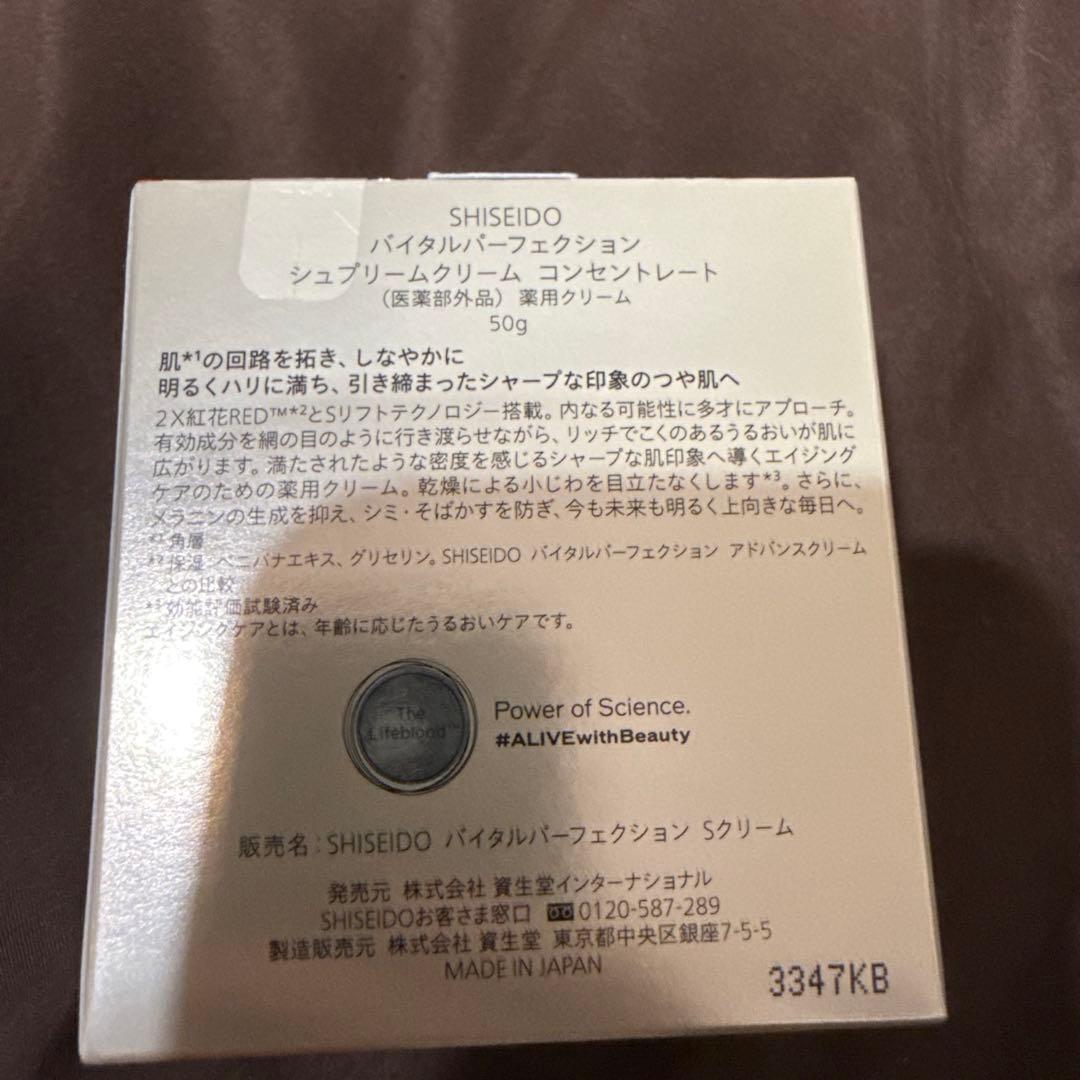 SHISEIDO
バイタルパーフェクション
シュプリームクリーム コンセントレート
（医薬部外品） 薬用クリーム
50g
肌*1の回路を拓き、しなやかに
明るくハリに満ち、引き締まったシャープな印象のつや肌へ
2X紅花RED™*2とSリフトテクノロジー搭載。内なる可能性に多才にアプローチ。
有効成分を網の目のように行き渡らせながら、リッチでこくのあるうるおいが肌に
広がります。満たされたような密度を感じるシャープな肌印象へ導くエイジング
ケアのための薬用クリーム。乾燥による小じわを目立たなくします*3。さらに、
メラニンの生成を抑え、シミ・そばかすを防ぎ、今も未来も明るく上向きな毎日へ。
*1 角層
*2 保湿：ベニバナエキス、グリセリン。SHISEIDO バイタルパーフェクション アドバンスクリーム
との比較
*3 効能評価試験済み
エイジングケアとは、年齢に応じたうるおいケアです。
The
Lifeblood™
Power of Science.
#ALIVEwithBeauty
販売名：SHISEIDO バイタルパーフェクション Sクリーム
発売元 株式会社 資生堂インターナショナル
SHISEIDOお客さま窓口 0120-587-289
製造販売元 株式会社 資生堂 東京都中央区銀座7-5-5
MADE IN JAPAN
3347KB